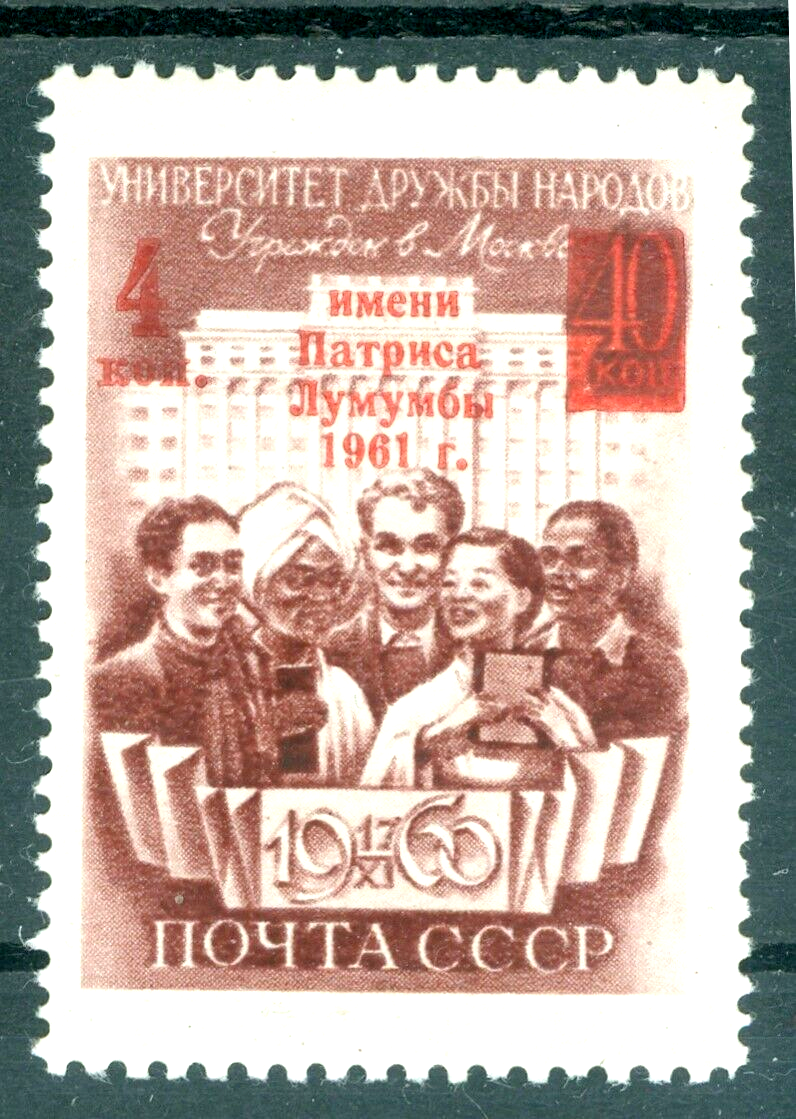 УНИВЕРСИТЕТ ДРУЖБЫ НАРОДОВ
Учрежден в Москве
4
коп.
40
КОП
имени
Патриса
Лумумбы
1961 г.
19 17/XI 60
ПОЧТА СССР